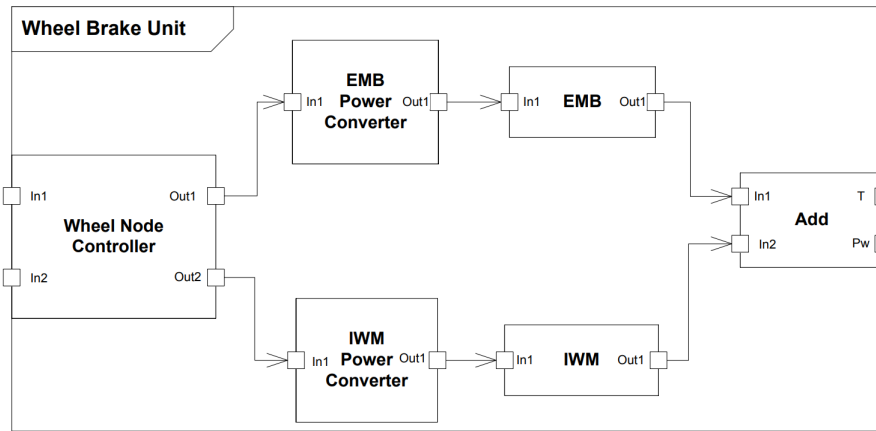 Wheel Brake Unit
EMB
Power
Converter
In1
Out1
In1
EMB
Out1
In1
Out1
Wheel Node
Controller
In2
Out2
In1
T
Add
In2
Pw
IWM
Power
Converter
In1
Out1
In1
IWM
Out1